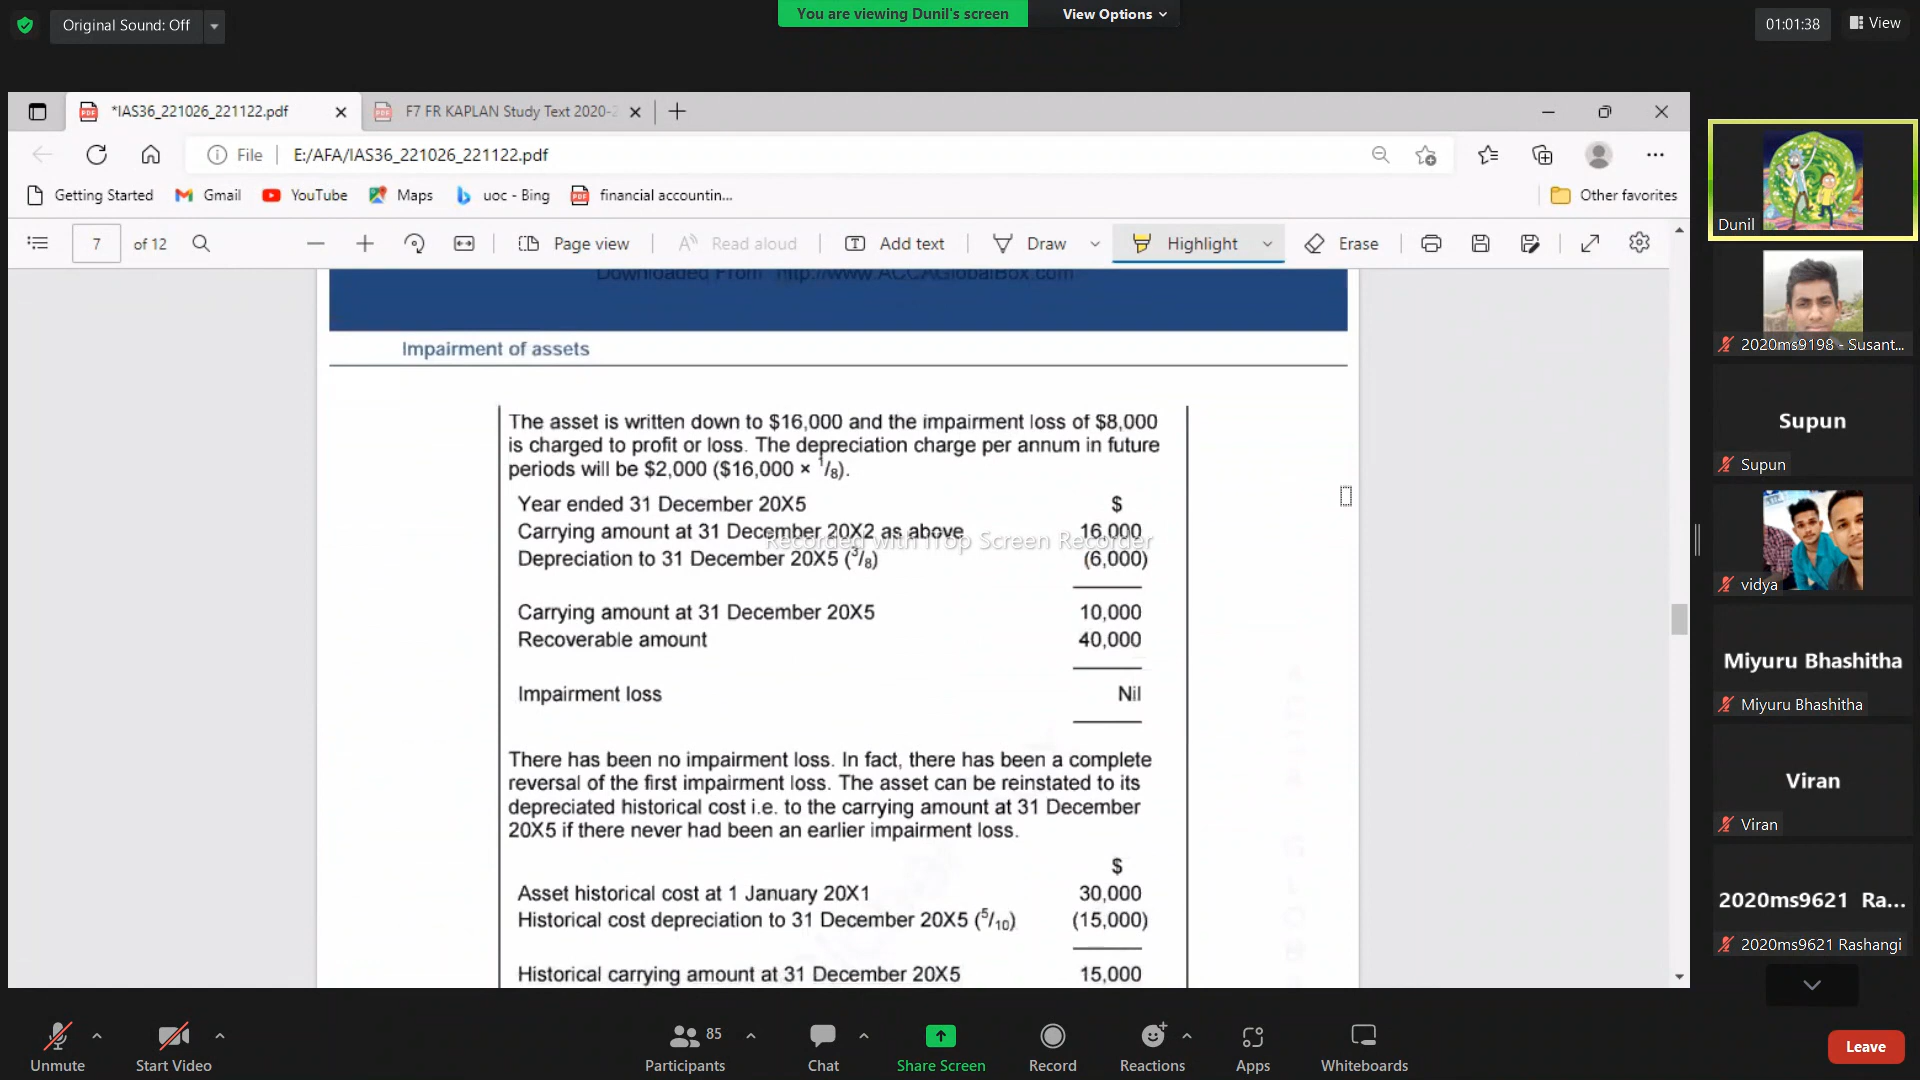 Original Sound: Off
You are viewing Dunil's screen
View Options
01:01:38
View
*IAS36_221026_221122.pdf
F7 FR KAPLAN Study Text 2020-2
File
E:/AFA/IAS36_221026_221122.pdf
Getting Started
Gmail
YouTube
Maps
uoc - Bing
financial accountin...
Other favorites
7 of 12
Page view
Read aloud
Add text
Draw
Highlight
Erase
Downloaded From http://www.ACCAGlobalBox.com
Impairment of assets
The asset is written down to $16,000 and the impairment loss of $8,000
is charged to profit or loss. The depreciation charge per annum in future
periods will be $2,000 ($16,000 × 1/8).
Year ended 31 December 20X5 $
Carrying amount at 31 December 20X2 as above 16,000
Recorded with iTop Screen Recorder
Depreciation to 31 December 20X5 (3/8) (6,000)
Carrying amount at 31 December 20X5 10,000
Recoverable amount 40,000
Impairment loss Nil
There has been no impairment loss. In fact, there has been a complete
reversal of the first impairment loss. The asset can be reinstated to its
depreciated historical cost i.e. to the carrying amount at 31 December
20X5 if there never had been an earlier impairment loss.
$
Asset historical cost at 1 January 20X1 30,000
Historical cost depreciation to 31 December 20X5 (5/10) (15,000)
Historical carrying amount at 31 December 20X5 15,000
Dunil
2020ms9198 - Susant...
Supun
Supun
vidya
Miyuru Bhashitha
Miyuru Bhashitha
Viran
Viran
2020ms9621 Ra...
2020ms9621 Rashangi
Unmute
Start Video
85
Participants
Chat
Share Screen
Record
Reactions
Apps
Whiteboards
Leave